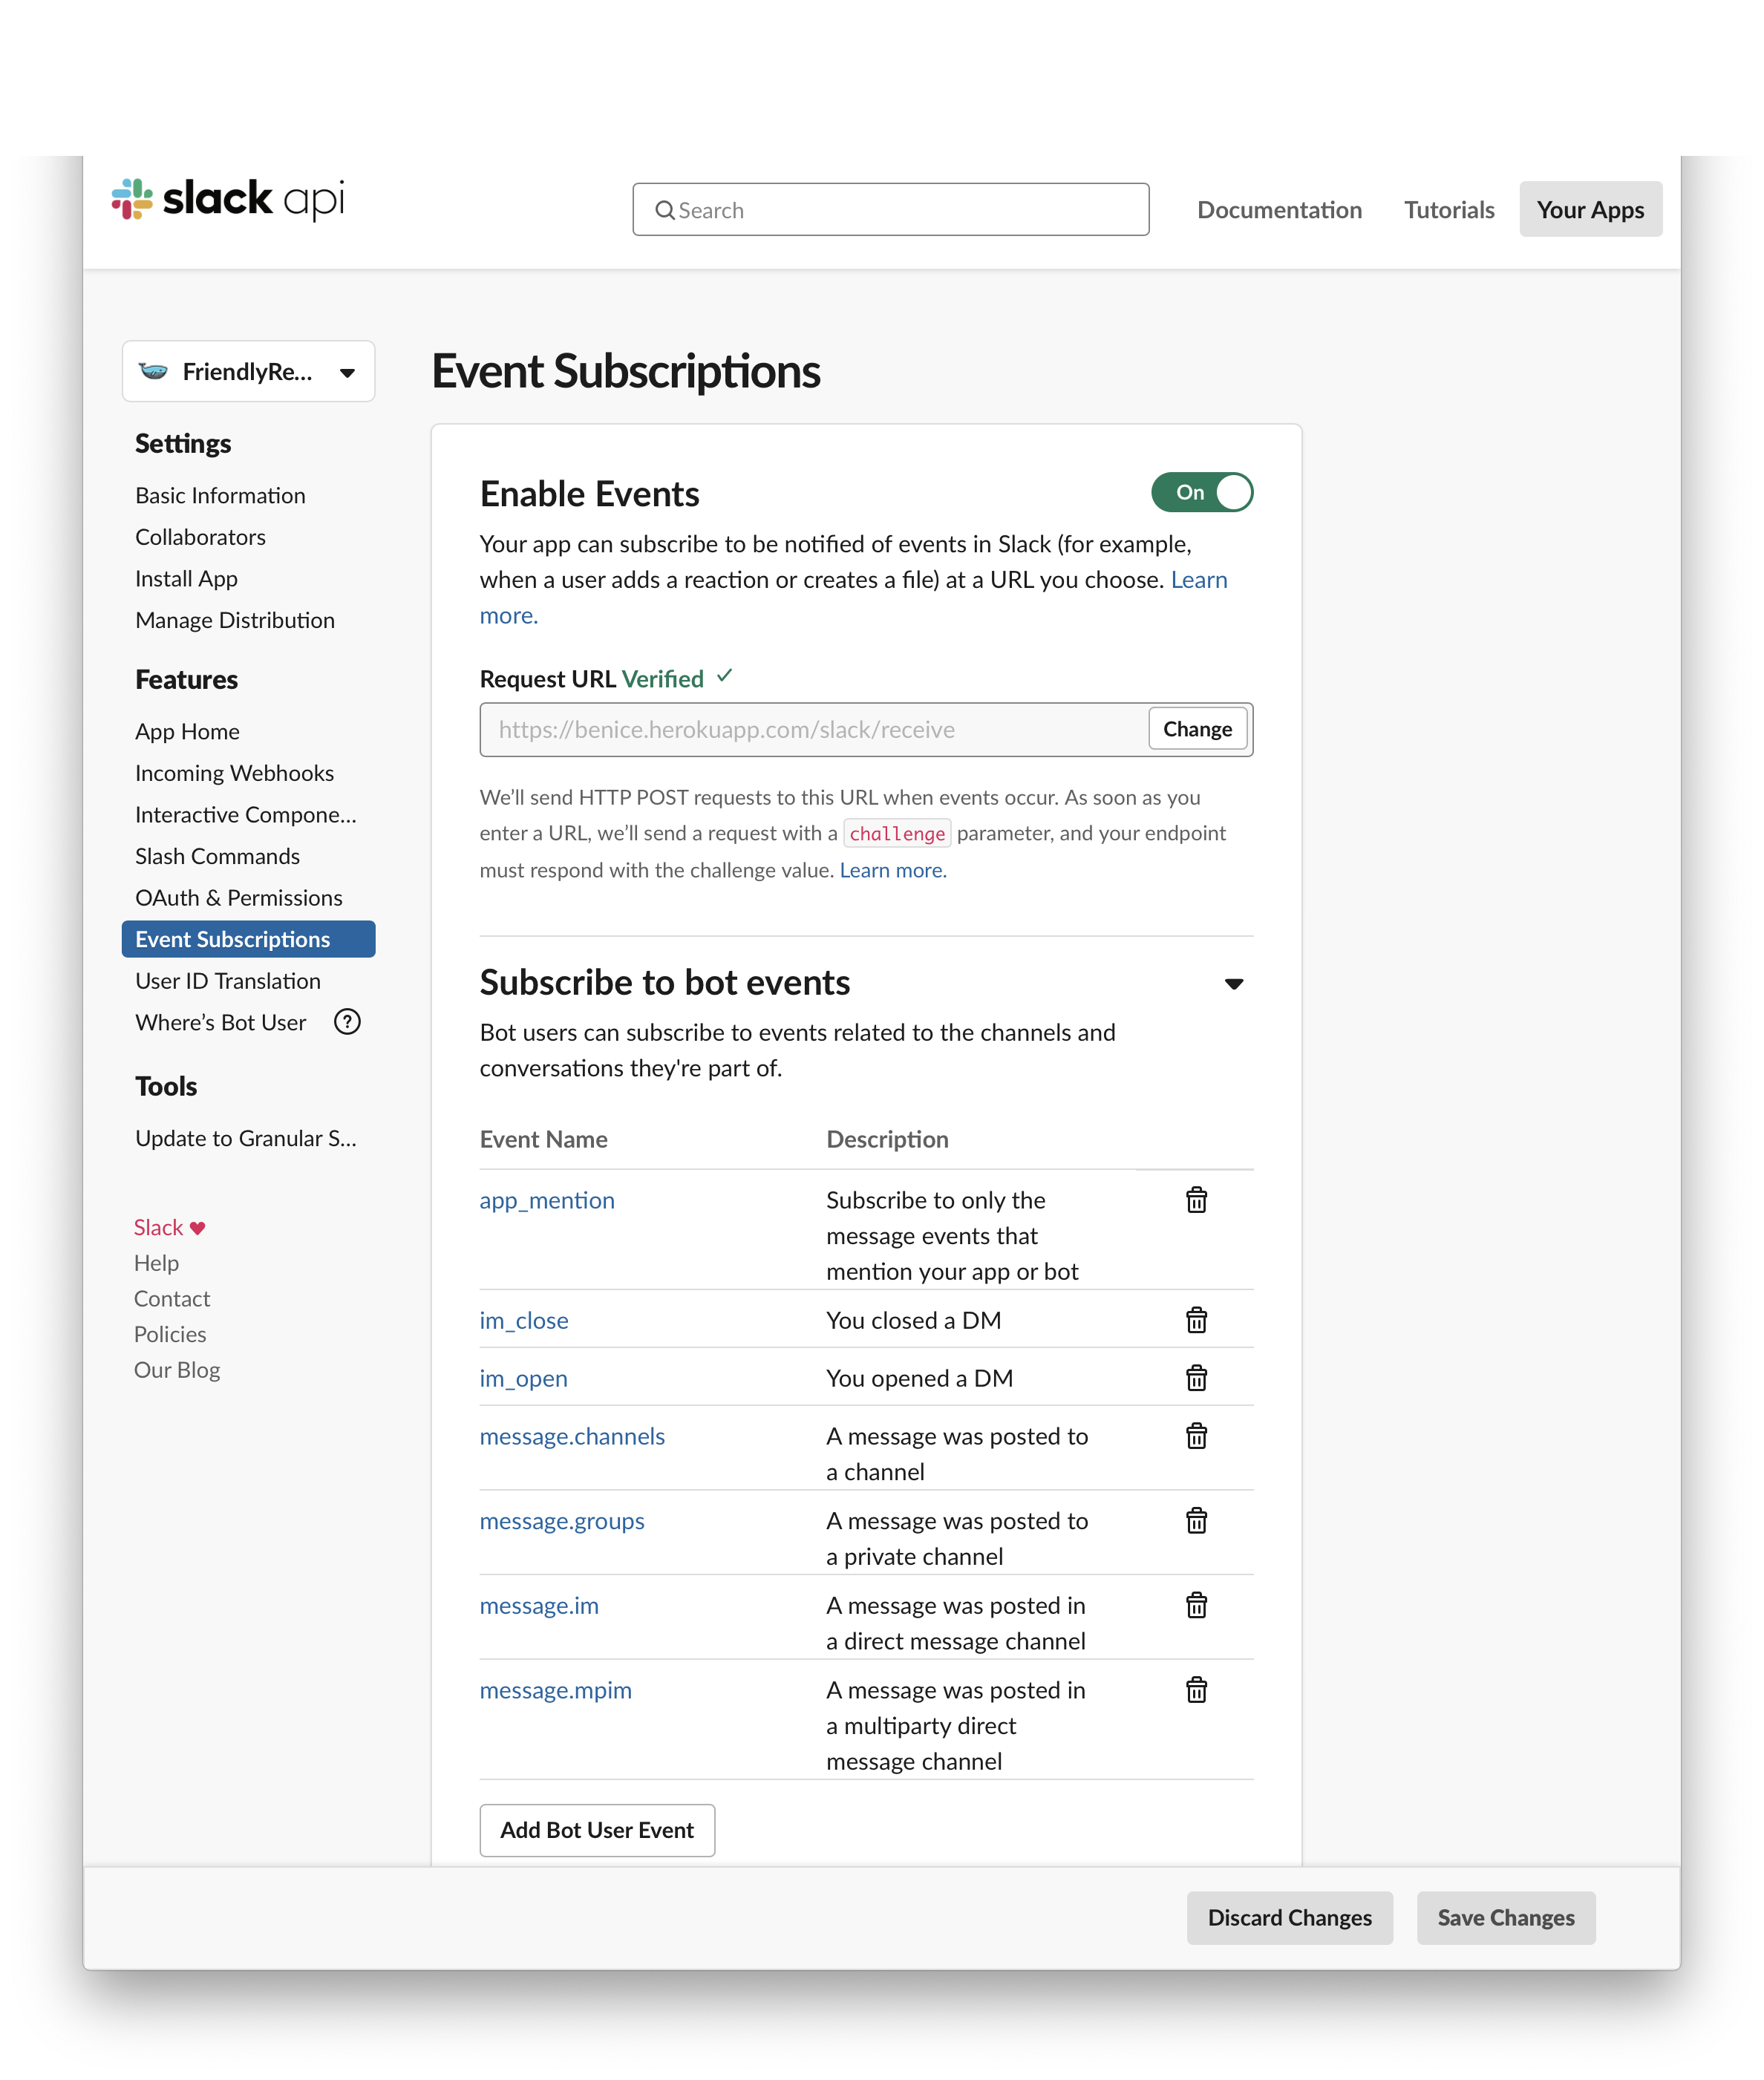 slack api
Search
Documentation
Tutorials
Your Apps
FriendlyRe...
Settings
Basic Information
Collaborators
Install App
Manage Distribution
Features
App Home
Incoming Webhooks
Interactive Compone...
Slash Commands
OAuth & Permissions
Event Subscriptions
User ID Translation
Where's Bot User ?
Tools
Update to Granular S...
Slack ♥
Help
Contact
Policies
Our Blog
Event Subscriptions
Enable Events
On
Your app can subscribe to be notified of events in Slack (for example,
when a user adds a reaction or creates a file) at a URL you choose. Learn
more.
Request URL Verified ✓
https://benice.herokuapp.com/slack/receive
Change
We'll send HTTP POST requests to this URL when events occur. As soon as you
enter a URL, we'll send a request with a challenge parameter, and your endpoint
must respond with the challenge value. Learn more.
Subscribe to bot events
Bot users can subscribe to events related to the channels and
conversations they're part of.
Event Name
Description
app_mention
Subscribe to only the
message events that
mention your app or bot
im_close
You closed a DM
im_open
You opened a DM
message.channels
A message was posted to
a channel
message.groups
A message was posted to
a private channel
message.im
A message was posted in
a direct message channel
message.mpim
A message was posted in
a multiparty direct
message channel
Add Bot User Event
Discard Changes
Save Changes